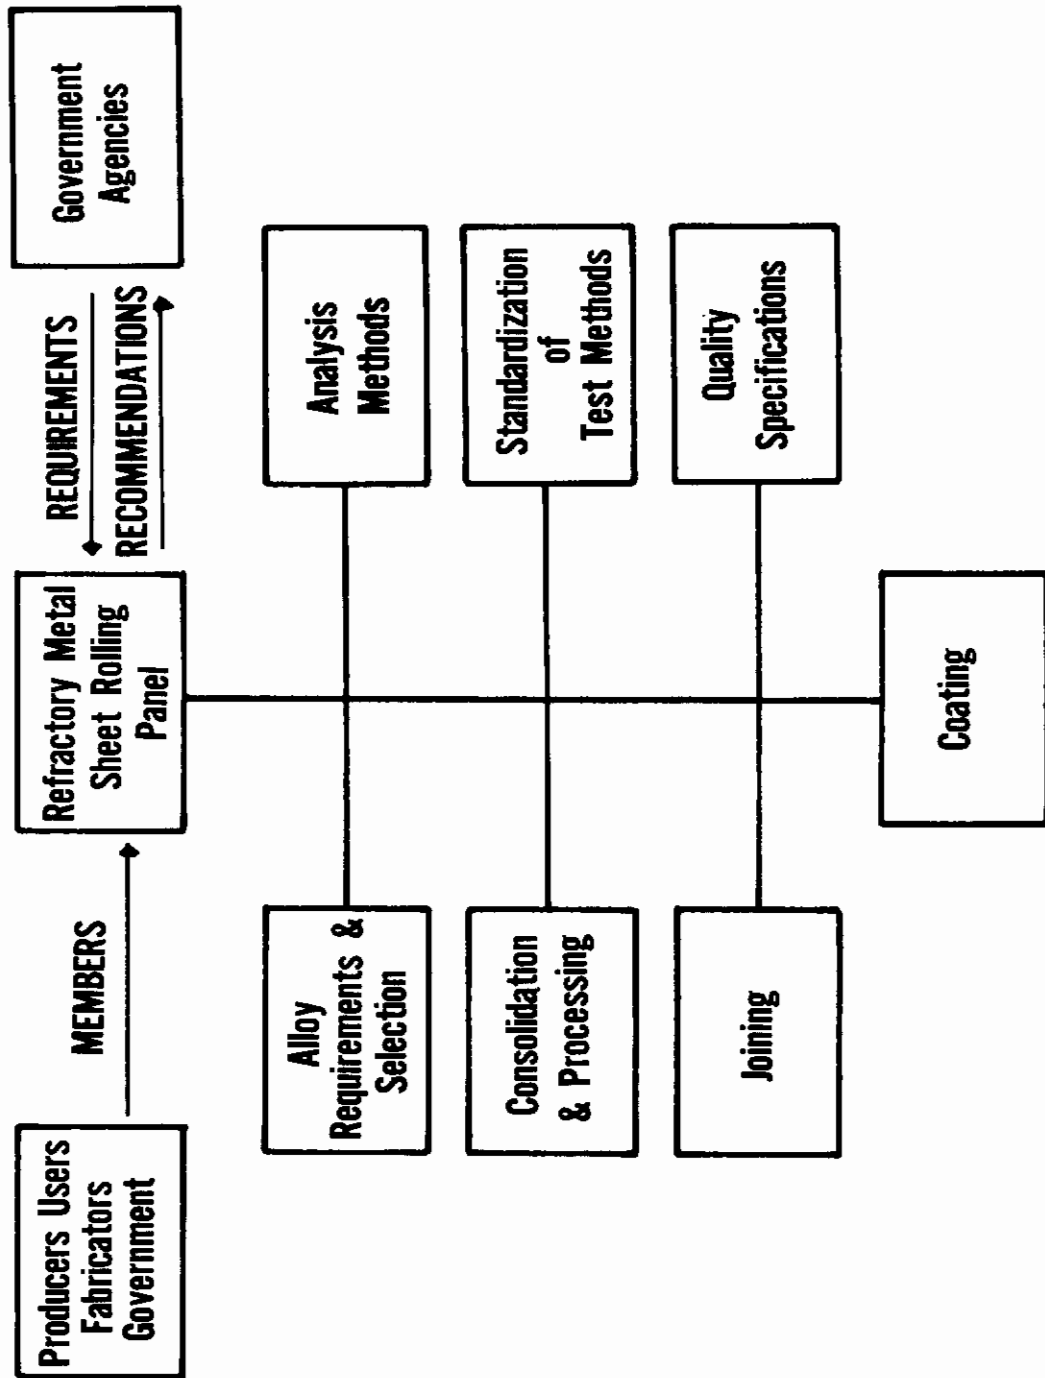 Producers Users
Fabricators
Government
MEMBERS
Refractory Metal
Sheet Rolling
Panel
REQUIREMENTS
RECOMMENDATIONS
Government
Agencies
Alloy
Requirements &
Selection
Analysis
Methods
Consolidation
& Processing
Standardization
of
Test Methods
Joining
Quality
Specifications
Coating